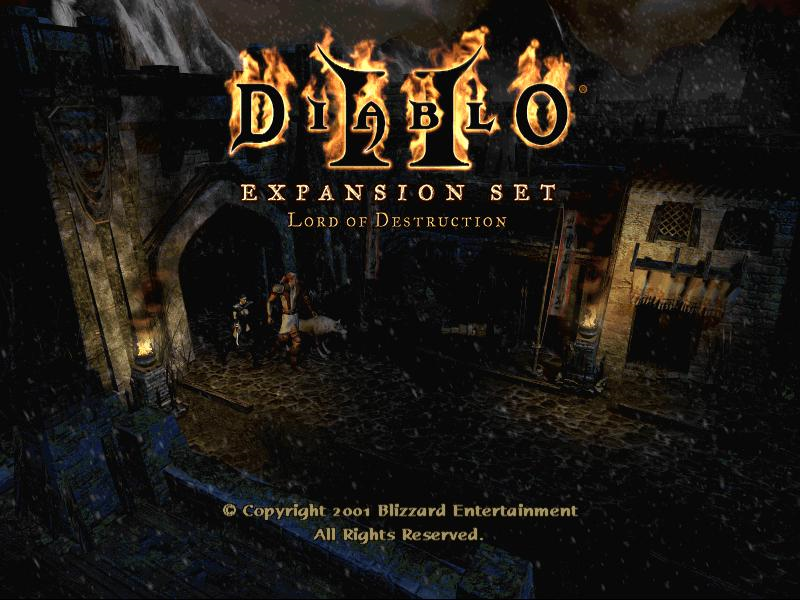 DIABLO II®
EXPANSION SET
LORD OF DESTRUCTION
© Copyright 2001 Blizzard Entertainment
All Rights Reserved.